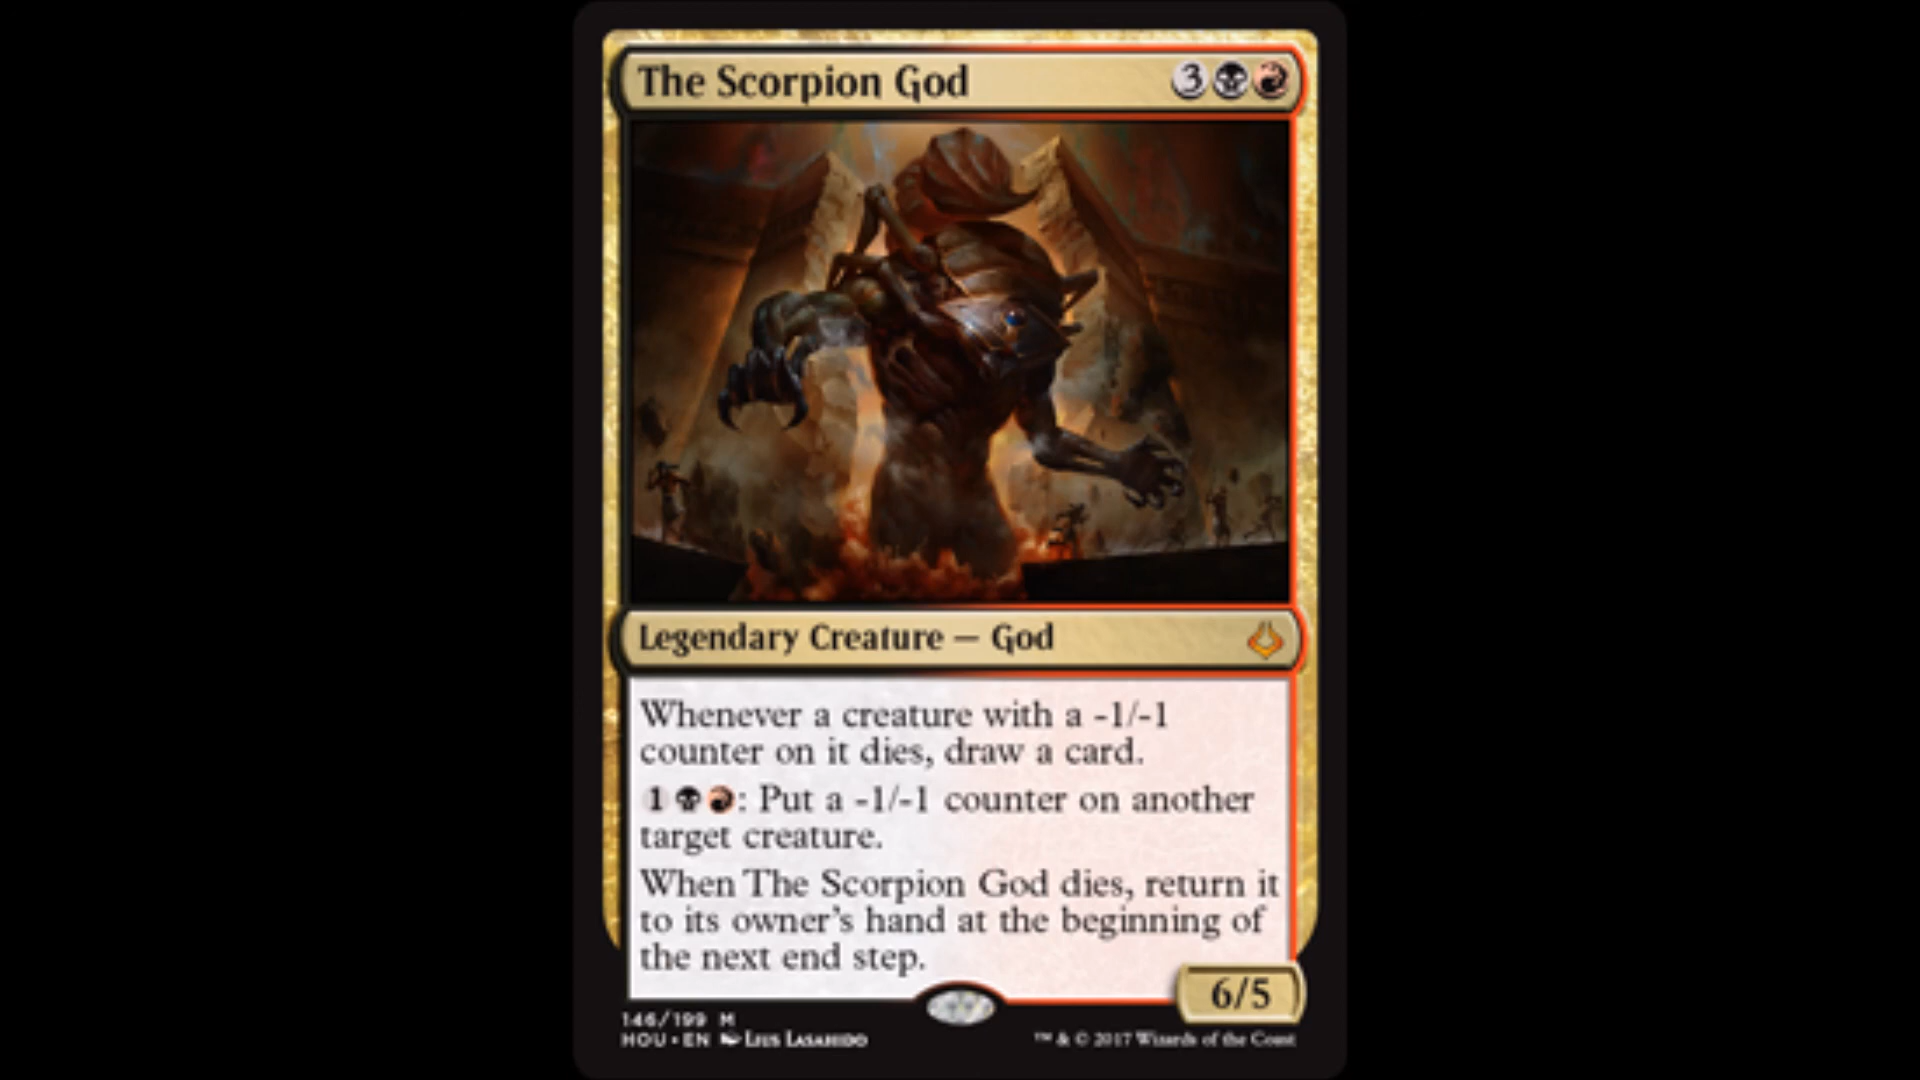 The Scorpion God 3
Legendary Creature — God
Whenever a creature with a -1/-1
counter on it dies, draw a card.
1 : Put a -1/-1 counter on another
target creature.
When The Scorpion God dies, return it
to its owner's hand at the beginning of
the next end step.
6/5
146/199 M
HOU • EN Lius Lasahido
™ & © 2017 Wizards of the Coast